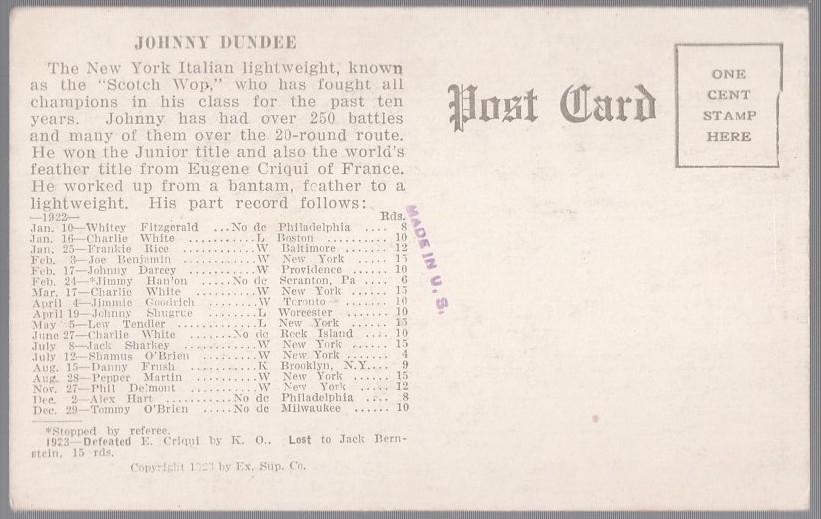 JOHNNY DUNDEE
The New York Italian lightweight, known
as the "Scotch Wop," who has fought all
champions in his class for the past ten
years. Johnny has had over 250 battles
and many of them over the 20-round route.
He won the Junior title and also the world's
feather title from Eugene Criqui of France.
He worked up from a bantam, feather to a
lightweight. His part record follows:
—1922— Rds.
Jan. 10—Whitey Fitzgerald ...No dc Philadelphia .... 8
Jan. 16—Charlie White ...........L Boston .......... 10
Jan. 25—Frankie Rice ...........W Baltimore ....... 12
Feb. 3—Joe Benjamin ...........W New York ...... 15
Feb. 17—Johnny Darcey ..........W Providence ...... 10
Feb. 24—*Jimmy Hanlon .....No dc Scranton, Pa .... 6
Mar. 17—Charlie White ..........W New York ...... 15
April 4—Jimmie Goodrich ........W Toronto ....... 10
April 19—Johnny Shugrue ........L Worcester ....... 10
May 5—Lew Tendler ............L New York ...... 15
June 27—Charlie White ......No dc Rock Island .... 10
July 8—Jack Sharkey ...........W New York ...... 15
July 12—Shamus O'Brien .........W New York ....... 4
Aug. 15—Danny Frush ...........K Brooklyn, N.Y.... 9
Aug. 28—Pepper Martin .........W New York ...... 15
Nov. 27—Phil Delmont ..........W New York ..... 12
Dec. 2—Alex Hart ..........No dc Philadelphia .... 8
Dec. 29—Tommy O'Brien .....No dc Milwaukee ...... 10
*Stopped by referee.
1923—Defeated E. Criqui by K. O.. Lost to Jack Bern-
stein, 15 rds.
Copyright 1923 by Ex. Sup. Co.
Post Card
ONE
CENT
STAMP
HERE
MADE IN U. S.